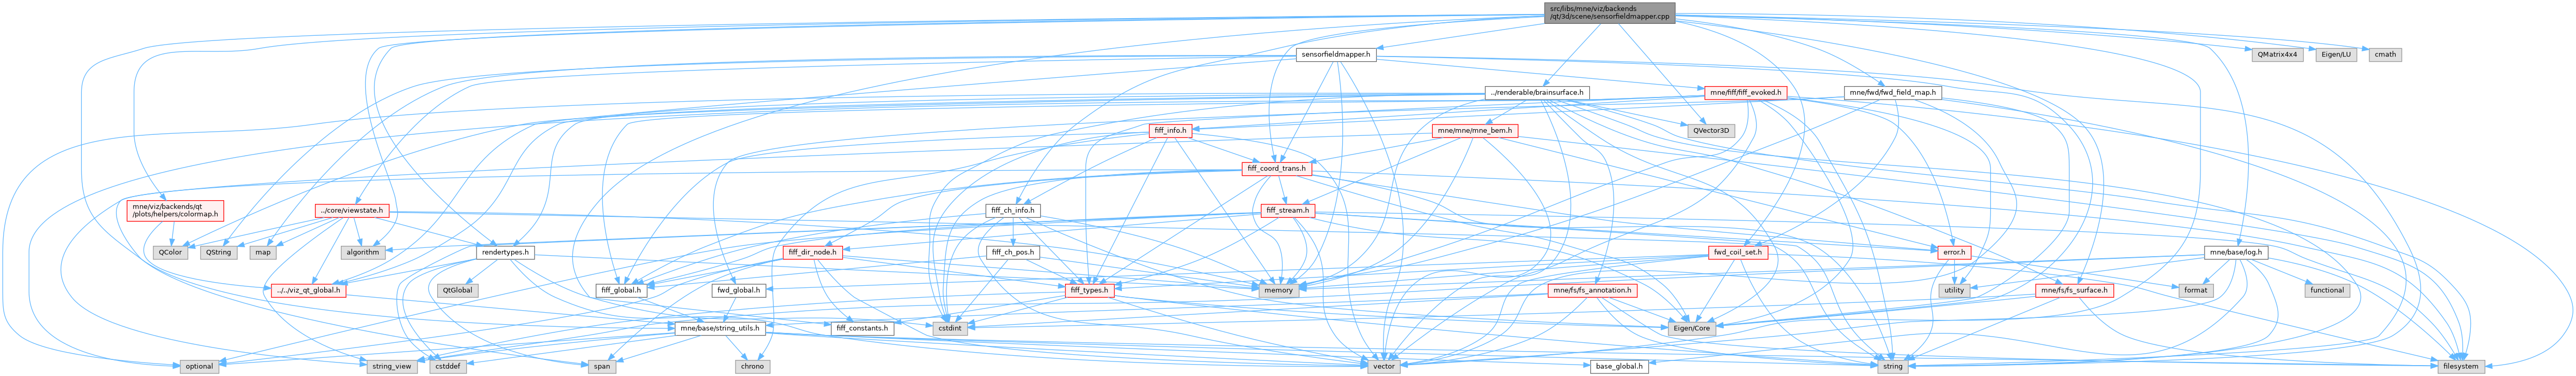 src/libs/mne/viz/backends
/qt/3d/scene/sensorfieldmapper.cpp
sensorfieldmapper.h
QMatrix4x4
Eigen/LU
cmath
../renderable/brainsurface.h
mne/fiff/fiff_evoked.h
mne/fwd/fwd_field_map.h
fiff_info.h
mne/mne/mne_bem.h
QVector3D
fiff_coord_trans.h
mne/viz/backends/qt
/plots/helpers/colormap.h
../core/viewstate.h
fiff_ch_info.h
fiff_stream.h
QColor
QString
map
algorithm
rendertypes.h
fiff_dir_node.h
fiff_ch_pos.h
fwd_coil_set.h
error.h
mne/base/log.h
../../viz_qt_global.h
QtGlobal
fiff_global.h
fwd_global.h
fiff_types.h
memory
mne/fs/fs_annotation.h
utility
mne/fs/fs_surface.h
format
functional
mne/base/string_utils.h
fiff_constants.h
cstdint
Eigen/Core
optional
string_view
cstddef
span
chrono
vector
base_global.h
string
filesystem